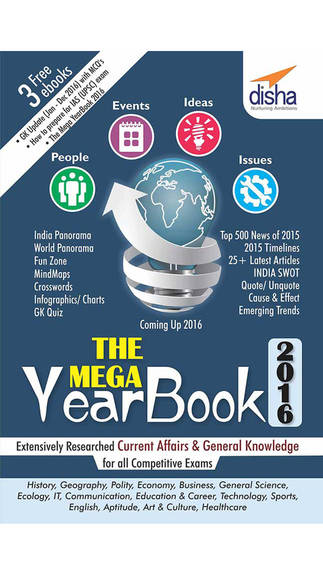 3 Free
ebooks
• GK Update (Jan - Dec 2016) with MCQ's
• How to prepare for IAS (UPSC) exam
• The Mega YearBook 2016
disha
Nurturing Ambitions
Events
Ideas
People
Issues
India Panorama
World Panorama
Fun Zone
MindMaps
Crosswords
Infographics/ Charts
GK Quiz
Top 500 News of 2015
2015 Timelines
25+ Latest Articles
INDIA SWOT
Quote/ Unquote
Cause & Effect
Emerging Trends
Coming Up 2016
THE
MEGA
YearBook
2016
Extensively Researched Current Affairs & General Knowledge
for all Competitive Exams
History, Geography, Polity, Economy, Business, General Science,
Ecology, IT, Communication, Education & Career, Technology, Sports,
English, Aptitude, Art & Culture, Healthcare